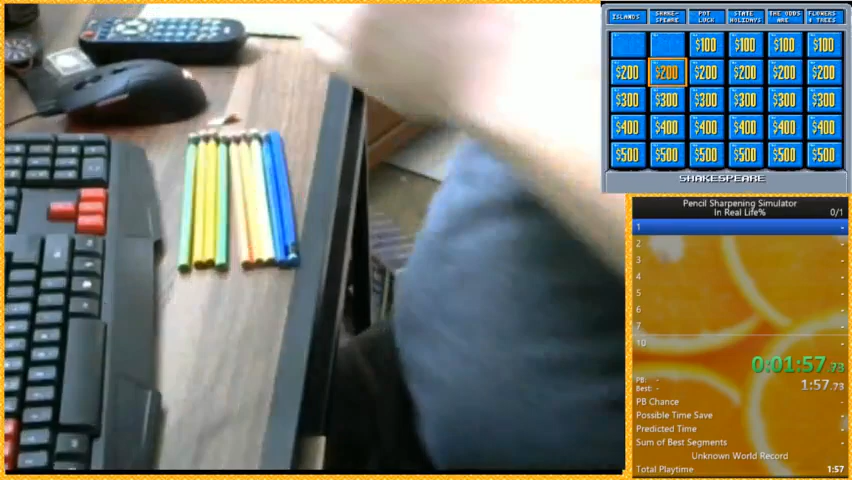 ISLANDS SHAKE-SPEARE POT LUCK STATE HOLIDAYS THE ODDS ARE FLOWERS & TREES
$100 $100 $100 $100
$200 $200 $200 $200 $200 $200
$300 $300 $300 $300 $300 $300
$400 $400 $400 $400 $400 $400
$500 $500 $500 $500 $500 $500
SHAKESPEARE
Pencil Sharpening Simulator
In Real Life% 0/1
1 -
2 -
3 -
4 -
5 -
6 -
7 -
10 -
0:01:57.73
PB: - 1:57.73
Best: -
PB Chance -
Possible Time Save -
Predicted Time -
Sum of Best Segments -
Unknown World Record
Total Playtime 1:57